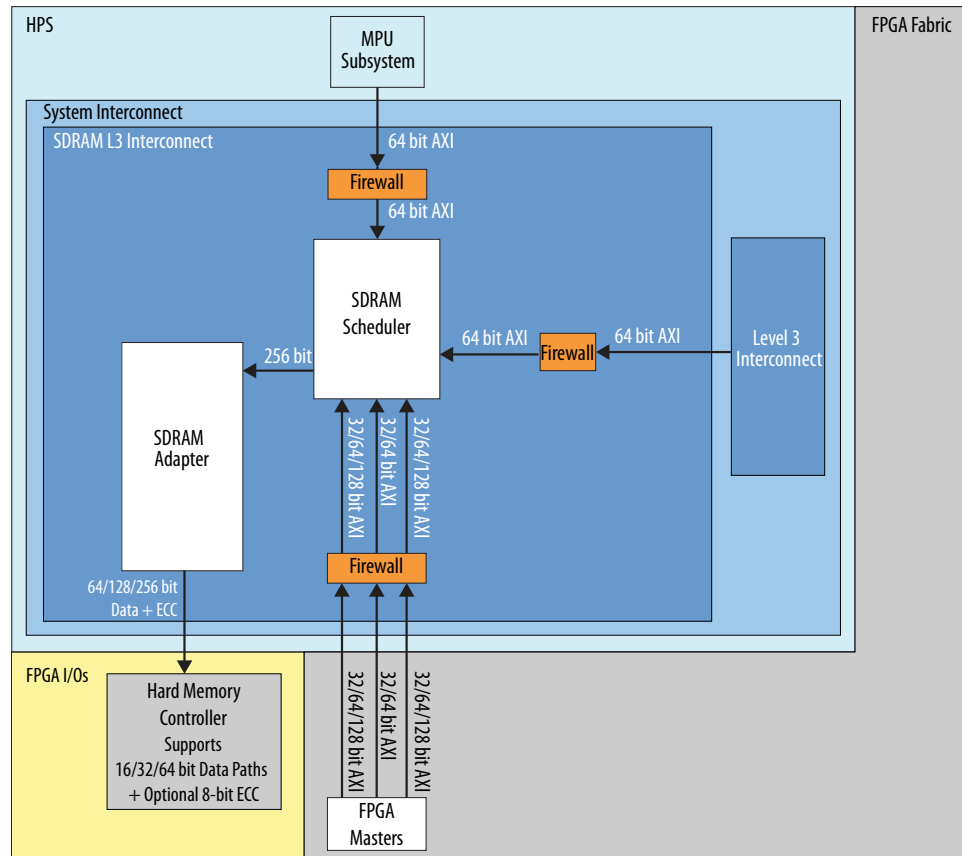 HPS
FPGA Fabric
MPU
Subsystem
System Interconnect
SDRAM L3 Interconnect
64 bit AXI
Firewall
64 bit AXI
SDRAM
Scheduler
64 bit AXI
Firewall
64 bit AXI
Level 3
Interconnect
256 bit
SDRAM
Adapter
32/64/128 bit AXI
32/64 bit AXI
32/64/128 bit AXI
Firewall
64/128/256 bit
Data + ECC
FPGA I/Os
Hard Memory
Controller
Supports
16/32/64 bit Data Paths
+ Optional 8-bit ECC
32/64/128 bit AXI
32/64 bit AXI
32/64/128 bit AXI
FPGA
Masters